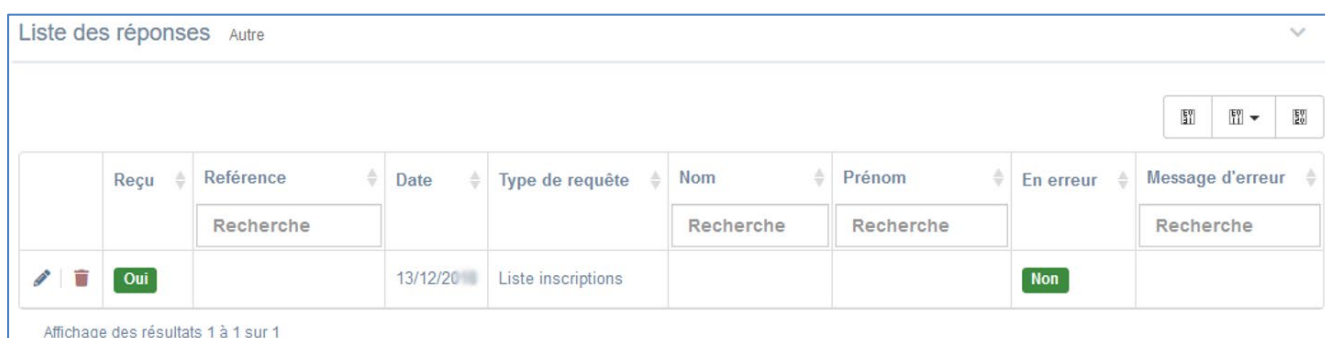 Liste des réponses Autre
Reçu Reférence Date Type de requête Nom Prénom En erreur Message d'erreur
Recherche Recherche Recherche Recherche
Oui Liste inscriptions Non
Affichage des résultats 1 à 1 sur 1